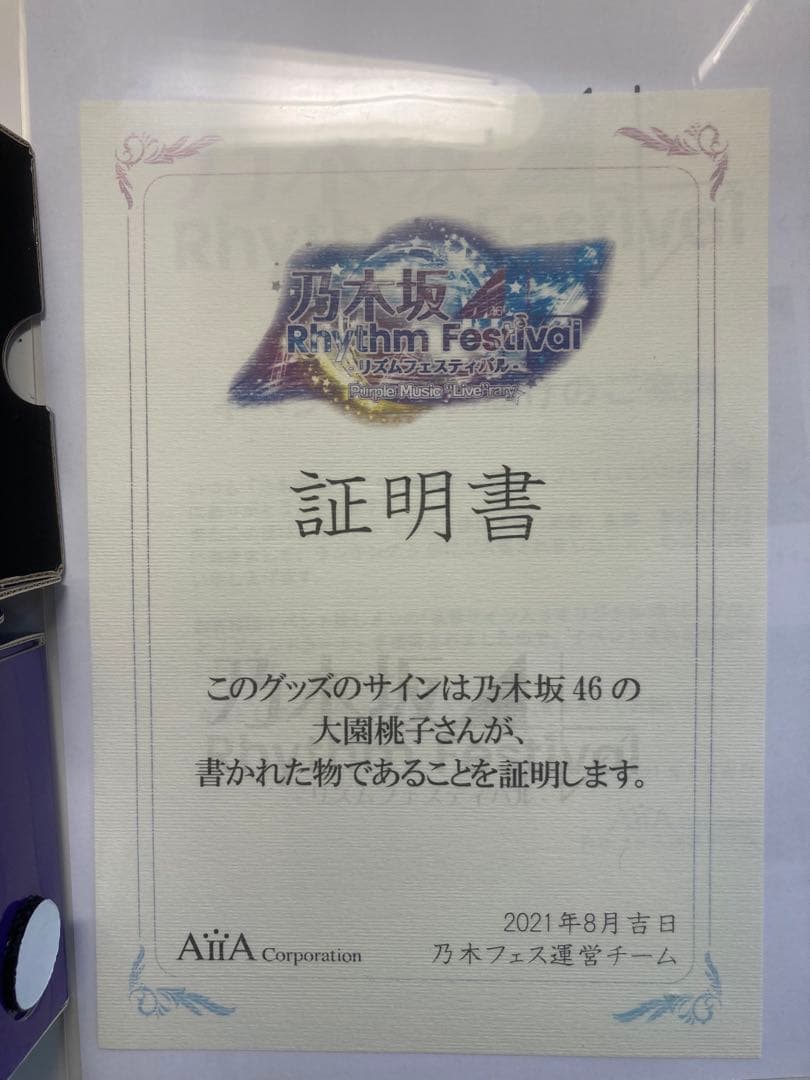 乃木坂46
Rhythm Festival
- リズムフェスティバル -
Purple Music "Live"rary
証明書
このグッズのサインは乃木坂46の
大園桃子さんが、
書かれた物であることを証明します。
2021年8月吉日
AiiA Corporation
乃木フェス運営チーム